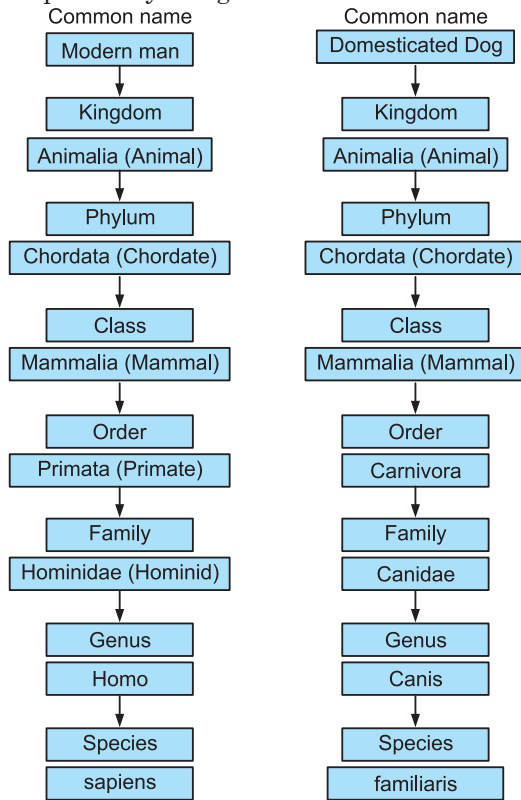 Common name
Modern man
Kingdom
Animalia (Animal)
Phylum
Chordata (Chordate)
Class
Mammalia (Mammal)
Order
Primata (Primate)
Family
Hominidae (Hominid)
Genus
Homo
Species
sapiens
Common name
Domesticated Dog
Kingdom
Animalia (Animal)
Phylum
Chordata (Chordate)
Class
Mammalia (Mammal)
Order
Carnivora
Family
Canidae
Genus
Canis
Species
familiaris